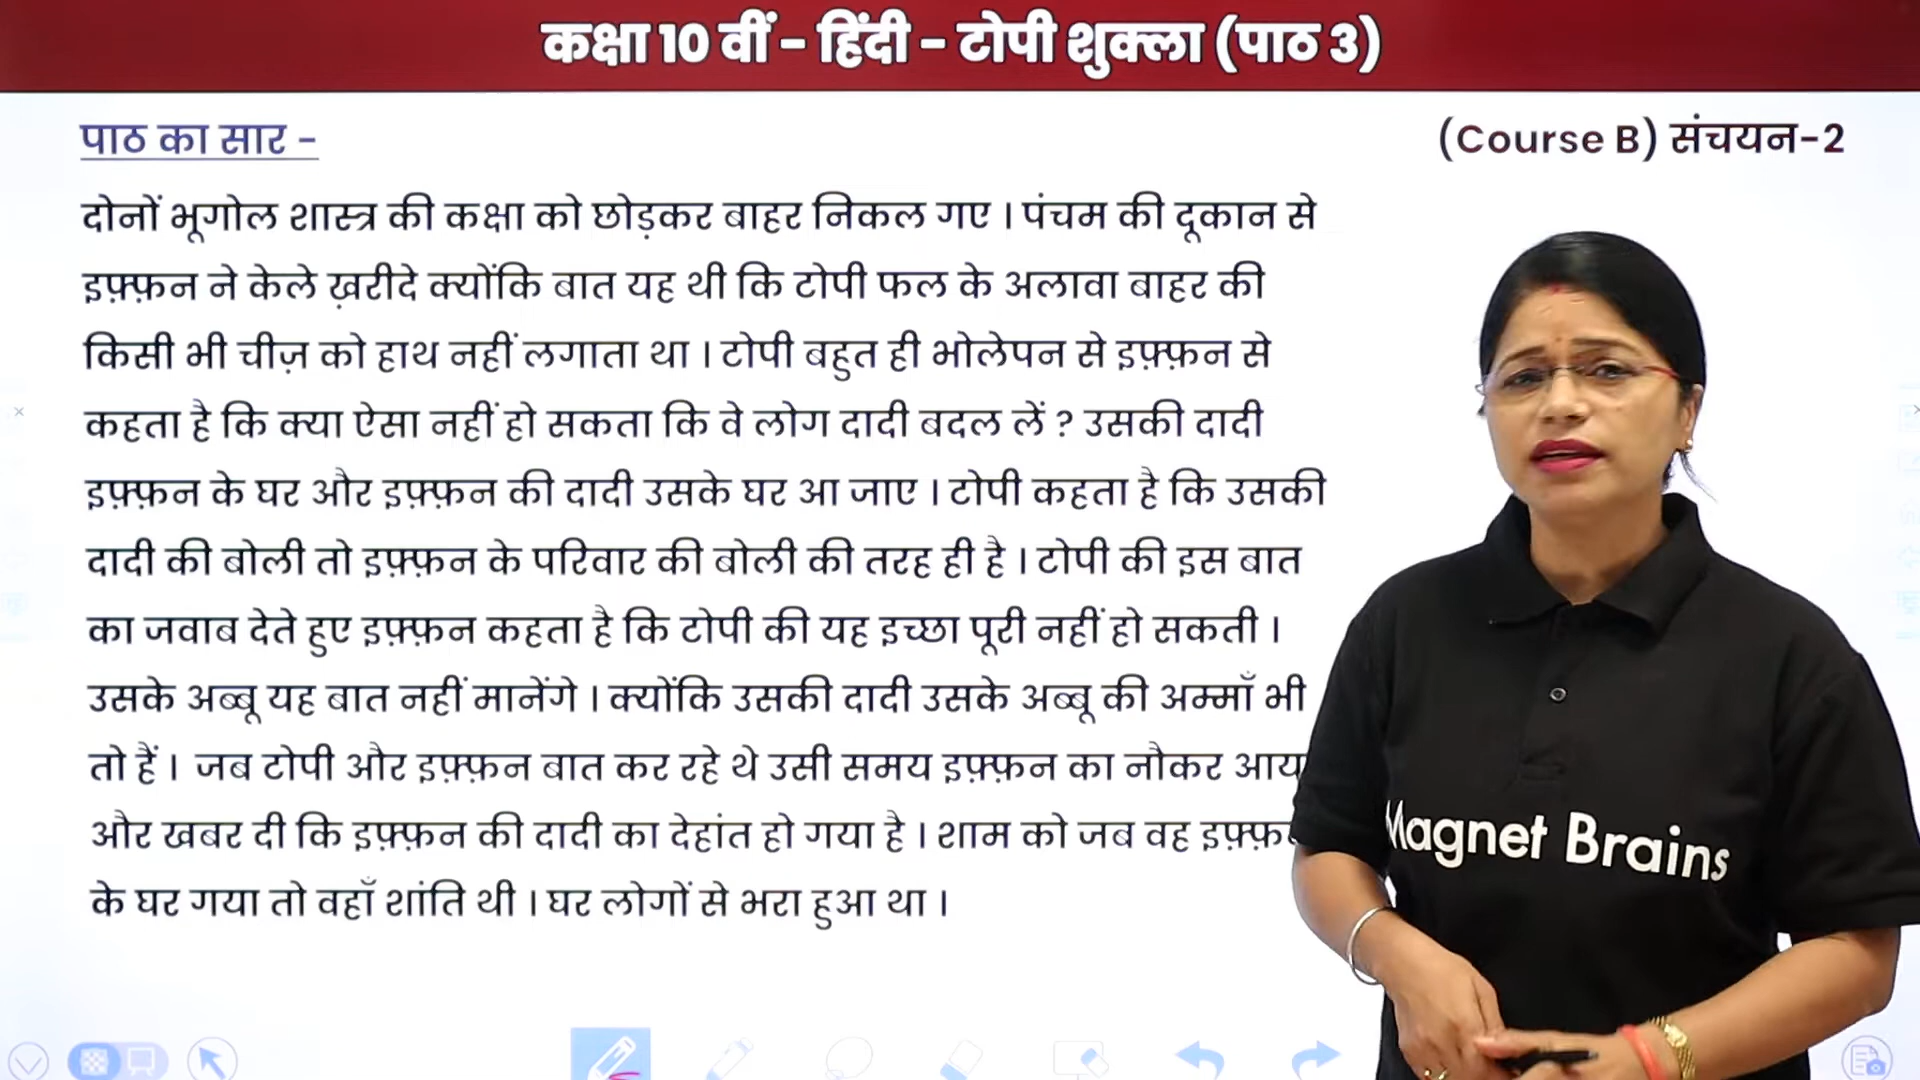 कक्षा 10 वीं - हिंदी - टोपी शुक्ला (पाठ 3)
पाठ का सार -
(Course B) संचयन-2
दोनों भूगोल शास्त्र की कक्षा को छोड़कर बाहर निकल गए । पंचम की दूकान से
इफ़्फ़न ने केले ख़रीदे क्योंकि बात यह थी कि टोपी फल के अलावा बाहर की
किसी भी चीज़ को हाथ नहीं लगाता था । टोपी बहुत ही भोलेपन से इफ़्फ़न से
कहता है कि क्या ऐसा नहीं हो सकता कि वे लोग दादी बदल लें ? उसकी दादी
इफ़्फ़न के घर और इफ़्फ़न की दादी उसके घर आ जाए । टोपी कहता है कि उसकी
दादी की बोली तो इफ़्फ़न के परिवार की बोली की तरह ही है । टोपी की इस बात
का जवाब देते हुए इफ़्फ़न कहता है कि टोपी की यह इच्छा पूरी नहीं हो सकती ।
उसके अब्बू यह बात नहीं मानेंगे । क्योंकि उसकी दादी उसके अब्बू की अम्माँ भी
तो हैं । जब टोपी और इफ़्फ़न बात कर रहे थे उसी समय इफ़्फ़न का नौकर
और खबर दी कि इफ़्फ़न की दादी का देहांत हो गया है । शाम को जब वह
के घर गया तो वहाँ शांति थी । घर लोगों से भरा हुआ था ।
Magnet Brains